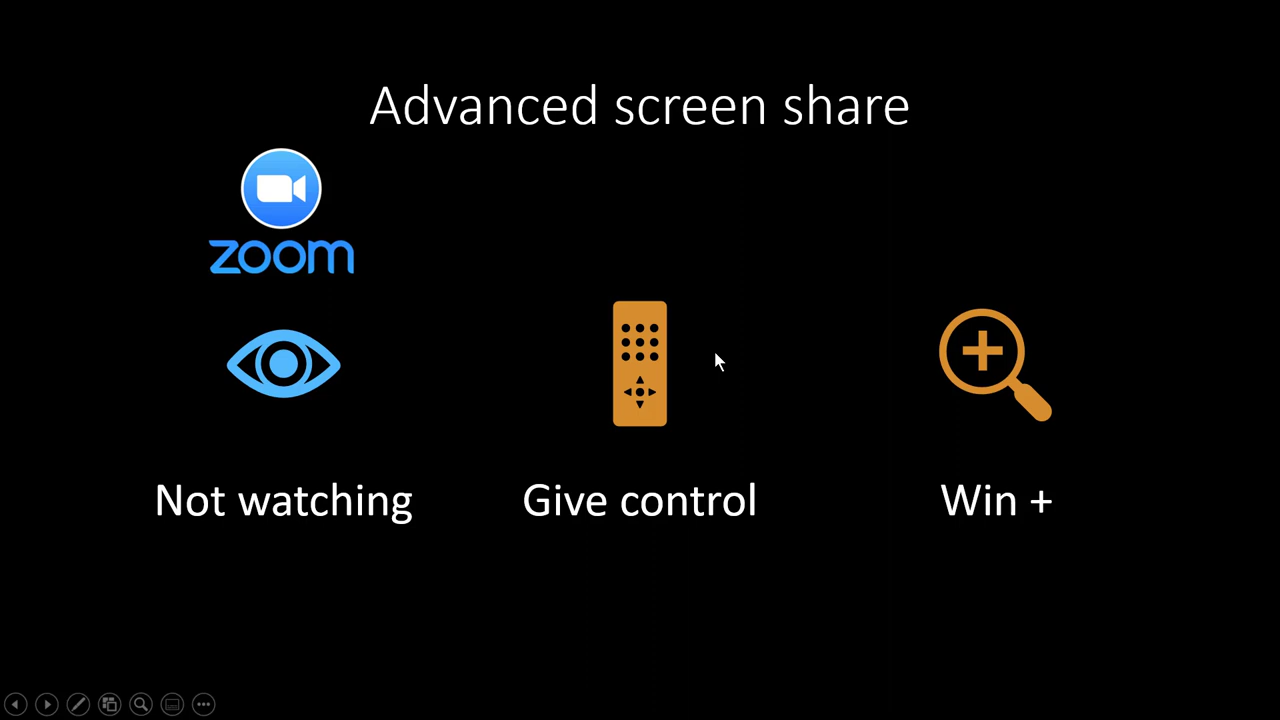 Advanced screen share
zoom
Not watching
Give control
Win +